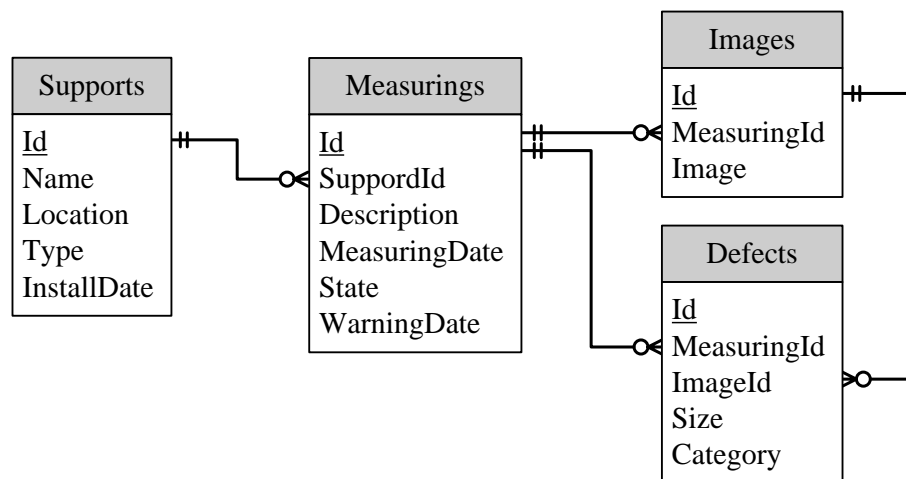 Supports
Id
Name
Location
Type
InstallDate
Measurings
Id
SuppordId
Description
MeasuringDate
State
WarningDate
Images
Id
MeasuringId
Image
Defects
Id
MeasuringId
ImageId
Size
Category